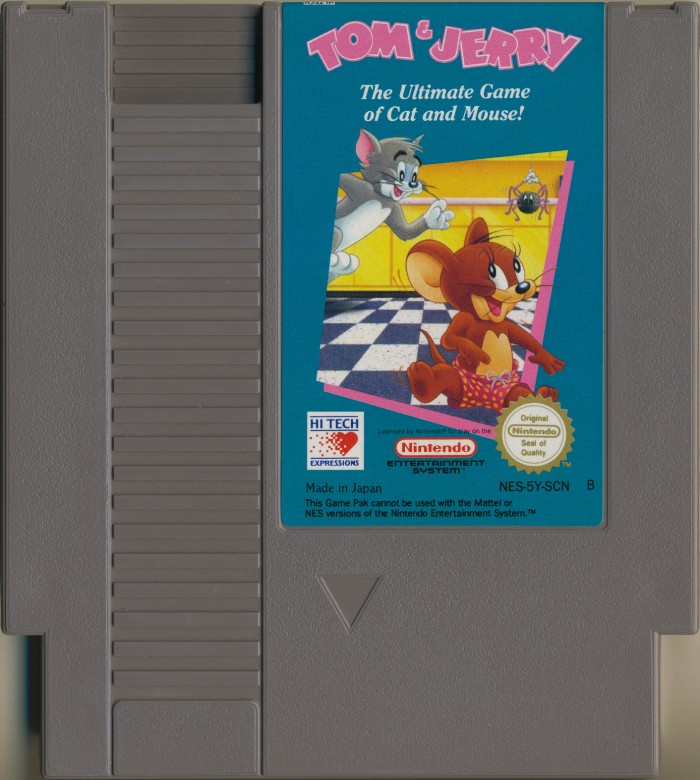 TOM & JERRY
The Ultimate Game
of Cat and Mouse!
HI TECH
EXPRESSIONS
Licensed by Nintendo® for play on the
Nintendo
ENTERTAINMENT
SYSTEM™
Original
Nintendo
Seal of
Quality
TM
Made in Japan
NES-5Y-SCN B
This Game Pak cannot be used with the Mattel or
NES versions of the Nintendo Entertainment System.™